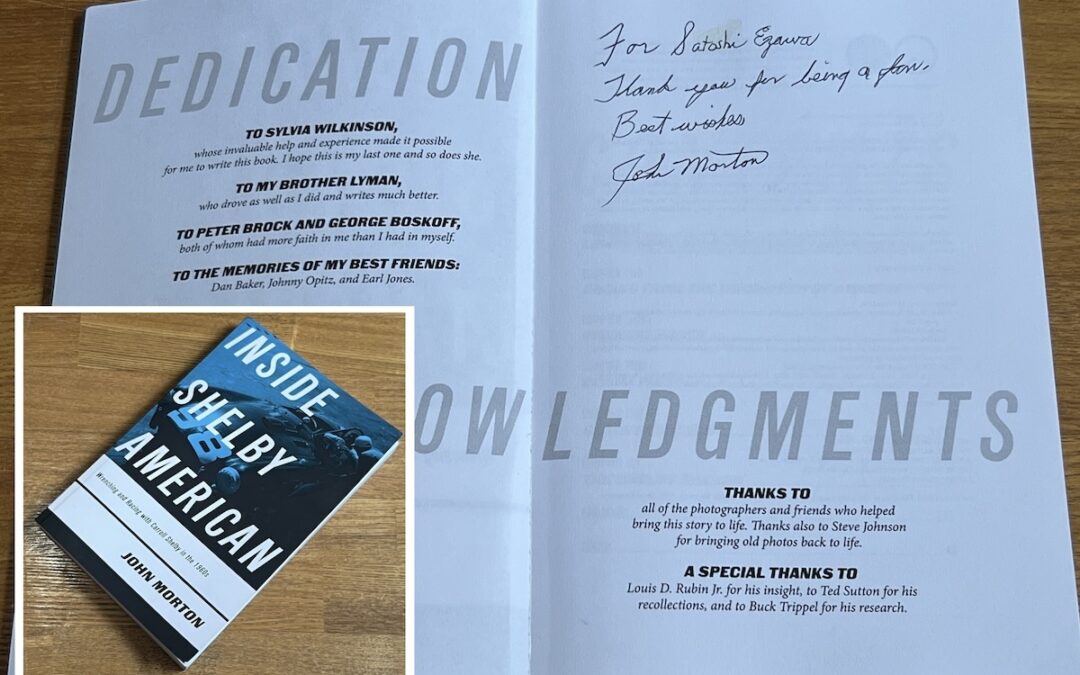 DEDICATION
TO SYLVIA WILKINSON,
whose invaluable help and experience made it possible
for me to write this book. I hope this is my last one and so does she.
TO MY BROTHER LYMAN,
who drove as well as I did and writes much better.
TO PETER BROCK AND GEORGE BOSKOFF,
both of whom had more faith in me than I had in myself.
TO THE MEMORIES OF MY BEST FRIENDS:
Dan Baker, Johnny Opitz, and Earl Jones.
For Satoshi Ezawa
Thank you for being a fan.
Best wishes
John Morton
OWLEDGMENTS
THANKS TO
all of the photographers and friends who helped
bring this story to life. Thanks also to Steve Johnson
for bringing old photos back to life.
A SPECIAL THANKS TO
Louis D. Rubin Jr. for his insight, to Ted Sutton for his
recollections, and to Buck Trippel for his research.
INSIDE
SHELBY
AMERICAN
98
Wrenching and Racing with Carroll Shelby in the 1960s
JOHN MORTON